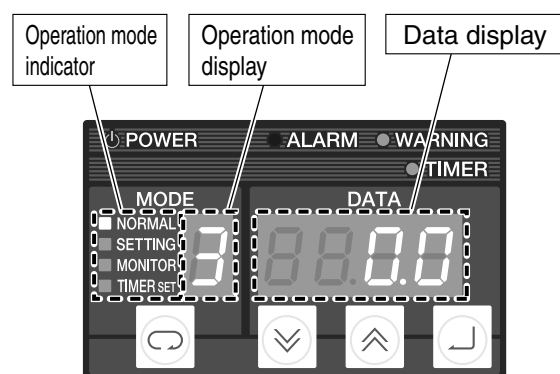 Operation mode
indicator
Operation mode
display
Data display
POWER
ALARM
WARNING
TIMER
MODE
DATA
NORMAL
SETTING
MONITOR
TIMER SET
3
0.0